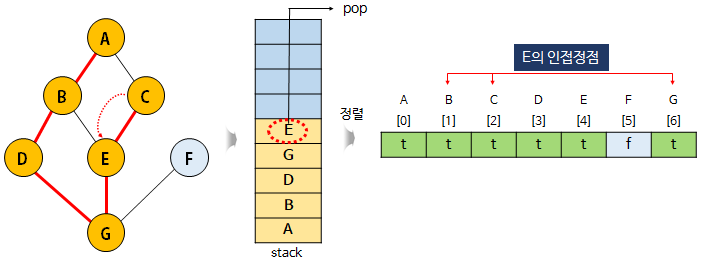 A
B
C
D
E
F
G
pop
E
G
D
B
A
stack
정렬
E의 인접정점
A B C D E F G
[0] [1] [2] [3] [4] [5] [6]
t t t t t f t